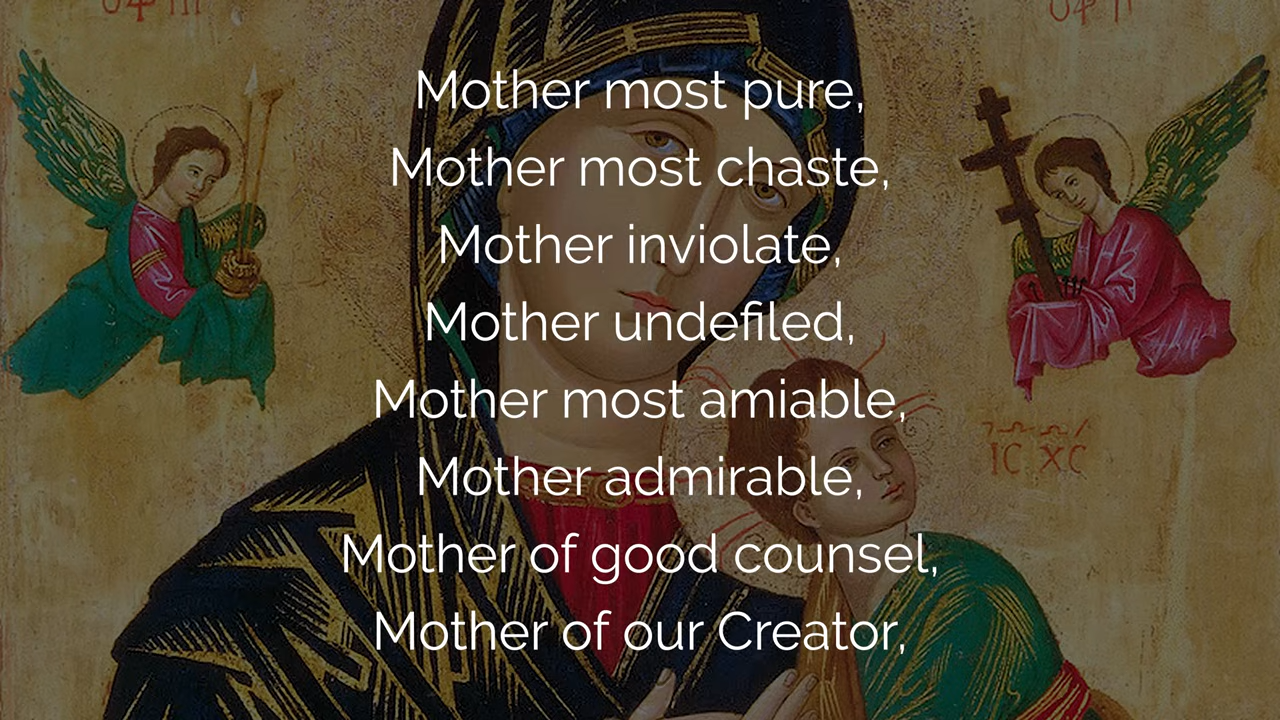 Mother most pure,
Mother most chaste,
Mother inviolate,
Mother undefiled,
Mother most amiable,
Mother admirable,
IC XC
Mother of good counsel,
Mother of our Creator,